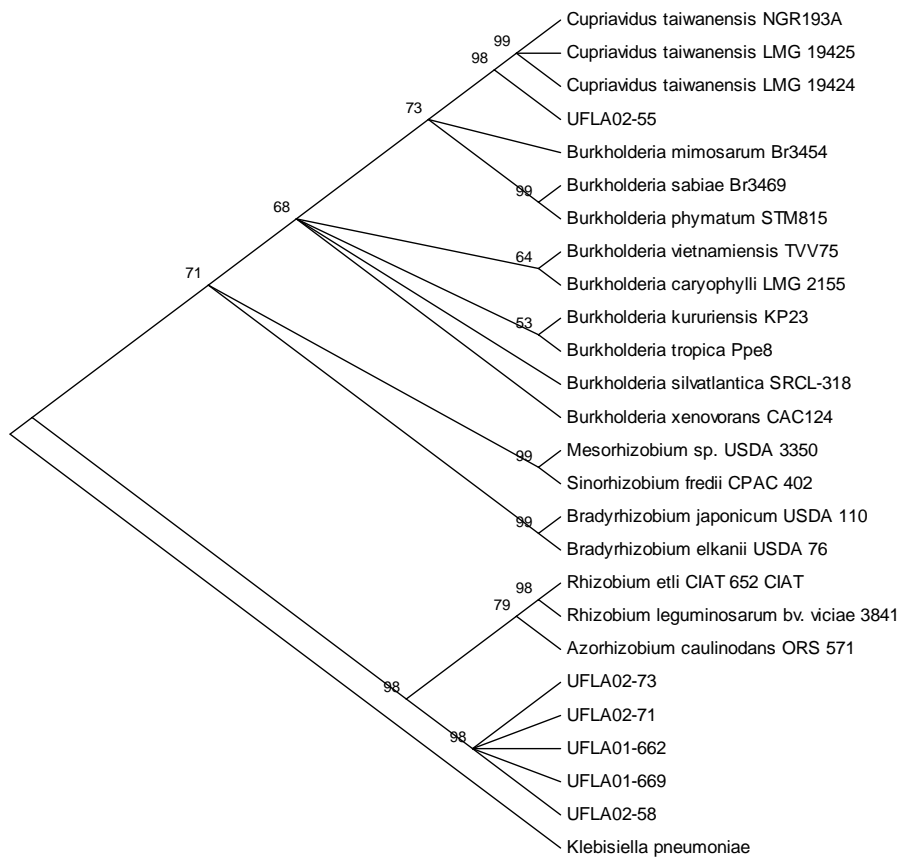 Cupriavidus taiwanensis NGR193A
99
Cupriavidus taiwanensis LMG 19425
98
Cupriavidus taiwanensis LMG 19424
73
UFLA02-55
Burkholderia mimosarum Br3454
99
Burkholderia sabiae Br3469
68
Burkholderia phymatum STM815
64
Burkholderia vietnamiensis TVV75
71
Burkholderia caryophylli LMG 2155
53
Burkholderia kururiensis KP23
Burkholderia tropica Ppe8
Burkholderia silvatlantica SRCL-318
Burkholderia xenovorans CAC124
99
Mesorhizobium sp. USDA 3350
Sinorhizobium fredii CPAC 402
99
Bradyrhizobium japonicum USDA 110
Bradyrhizobium elkanii USDA 76
98
Rhizobium etli CIAT 652 CIAT
79
Rhizobium leguminosarum bv. viciae 3841
Azorhizobium caulinodans ORS 571
98
UFLA02-73
UFLA02-71
98
UFLA01-662
UFLA01-669
UFLA02-58
Klebisiella pneumoniae